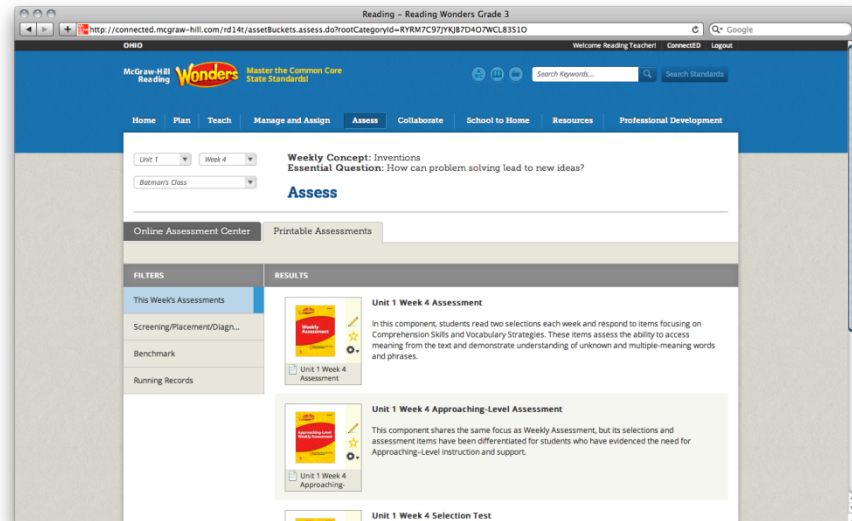 Reading – Reading Wonders Grade 3
http://connected.mcgraw-hill.com/rd14t/assetBuckets.assess.do?rootCategoryId=RYRM7C97JYKJB7D4O7WCL83S1O
Google
OHIO
Welcome Reading Teacher! ConnectED Logout
McGraw-Hill Reading Wonders
Master the Common Core
State Standards!
Search Keywords...
Search Standards
Home Plan Teach Manage and Assign Assess Collaborate School to Home Resources Professional Development
Unit 1 Week 4
Weekly Concept: Inventions
Essential Question: How can problem solving lead to new ideas?
Batman's Class
Assess
Online Assessment Center Printable Assessments
FILTERS
RESULTS
This Week's Assessments
Screening/Placement/Diagn...
Benchmark
Running Records
Weekly
Assessment
Unit 1 Week 4
Assessment
Unit 1 Week 4 Assessment
In this component, students read two selections each week and respond to items focusing on
Comprehension Skills and Vocabulary Strategies. These items assess the ability to access
meaning from the text and demonstrate understanding of unknown and multiple-meaning words
and phrases.
Approaching-Level
Weekly Assessment
Unit 1 Week 4
Approaching-
Unit 1 Week 4 Approaching-Level Assessment
This component shares the same focus as Weekly Assessment, but its selections and
assessment items have been differentiated for students who have evidenced the need for
Approaching–Level instruction and support.
Unit 1 Week 4 Selection Test